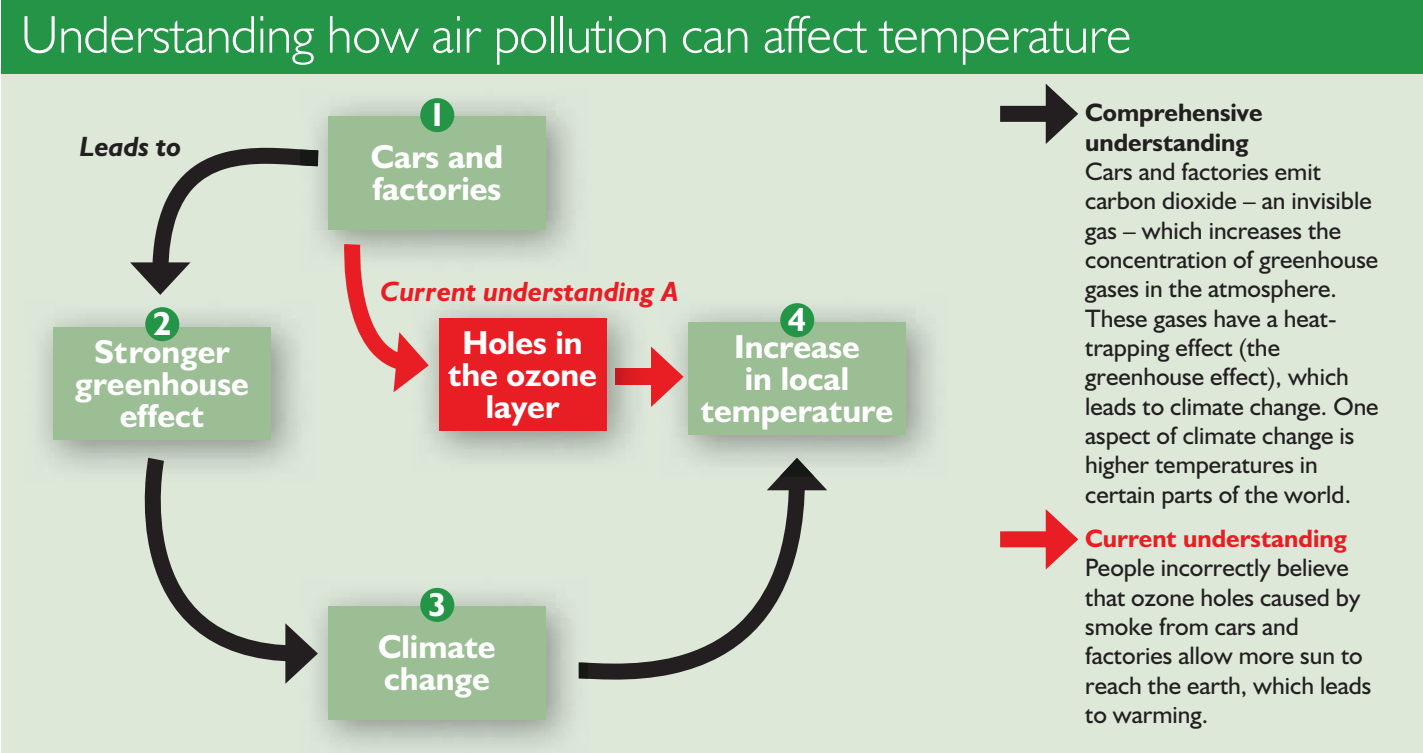 Understanding how air pollution can affect temperature
Leads to
1
Cars and
factories
Current understanding A
2
Stronger
greenhouse
effect
Holes in
the ozone
layer
4
Increase
in local
temperature
3
Climate
change
Comprehensive
understanding
Cars and factories emit
carbon dioxide – an invisible
gas – which increases the
concentration of greenhouse
gases in the atmosphere.
These gases have a heat-
trapping effect (the
greenhouse effect), which
leads to climate change. One
aspect of climate change is
higher temperatures in
certain parts of the world.
Current understanding
People incorrectly believe
that ozone holes caused by
smoke from cars and
factories allow more sun to
reach the earth, which leads
to warming.